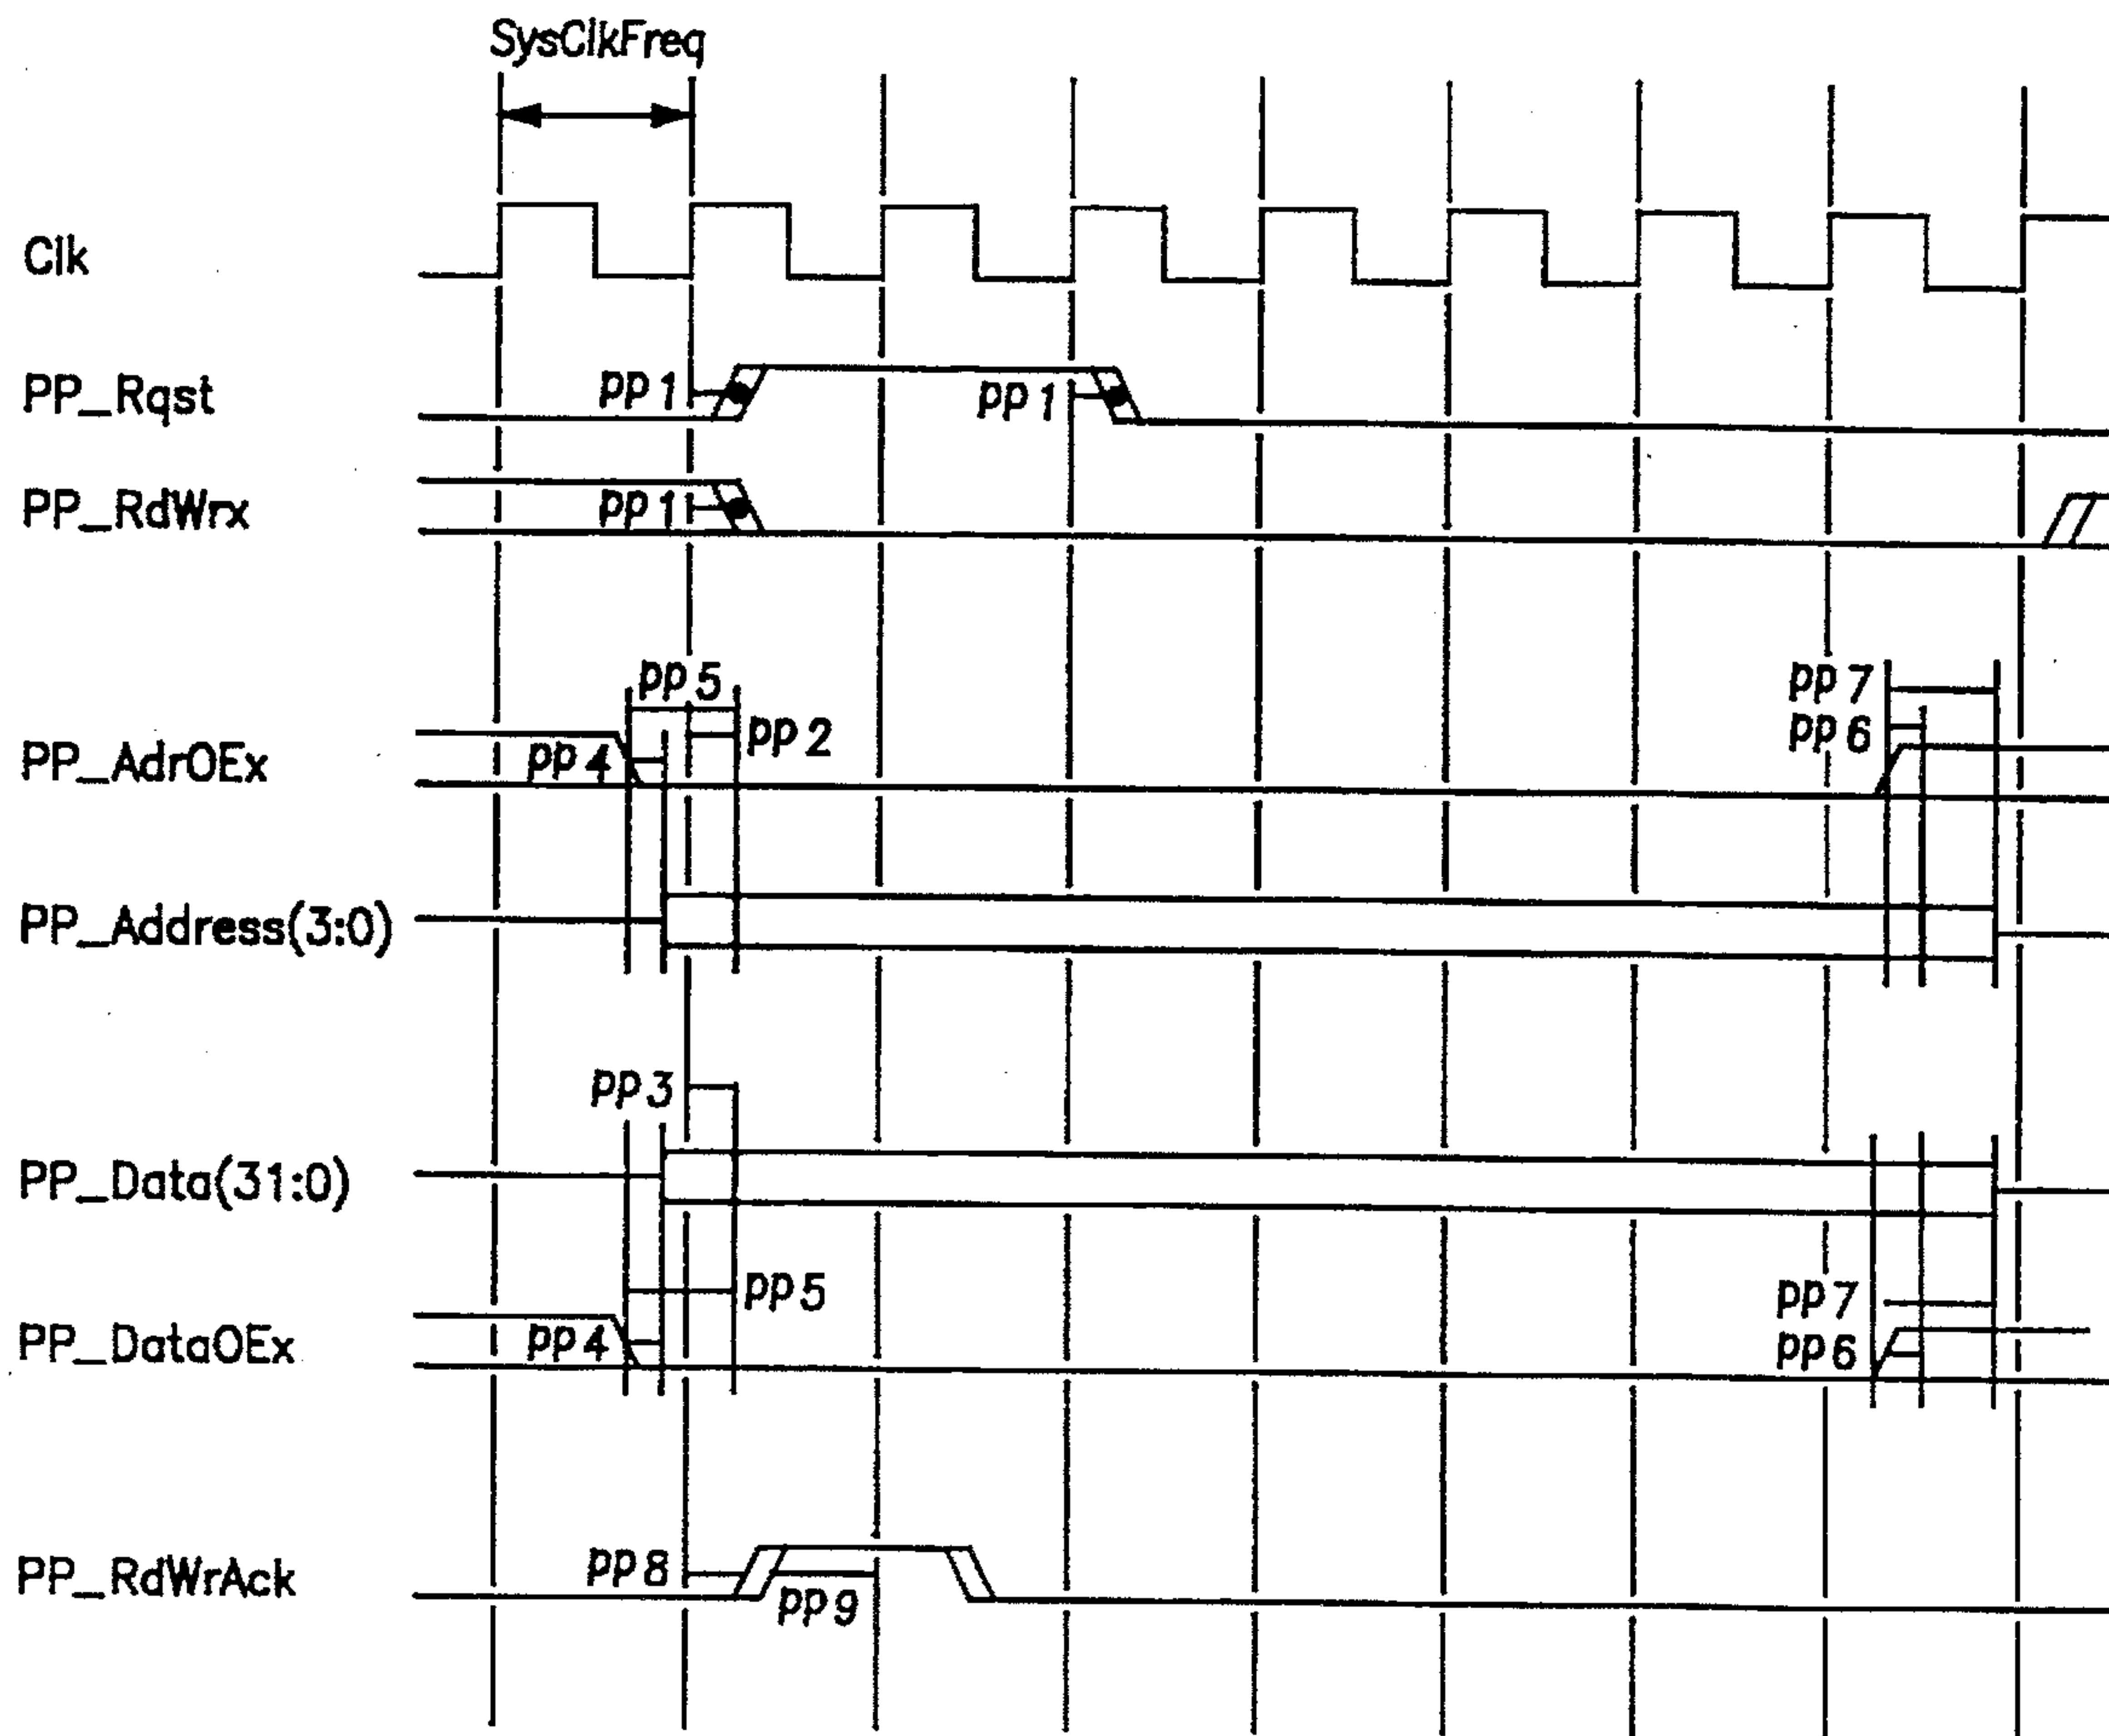 SysClkFreq
Clk
PP_Rqst
pp 1
pp 1
PP_RdWrx
pp 1
pp 5
pp 7
PP_AdrOEx
pp 4
pp 2
pp 6
PP_Address(3:0)
pp 3
PP_Data(31:0)
pp 5
pp 7
PP_DataOEx
pp 4
pp 6
PP_RdWrAck
pp 8
pp 9